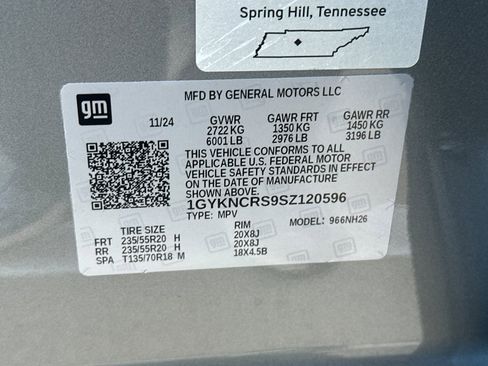 Spring Hill, Tennessee
gm
MFD BY GENERAL MOTORS LLC
11/24 GVWR GAWR FRT GAWR RR
2722 KG 1350 KG 1450 KG
6001 LB 2976 LB 3196 LB
THIS VEHICLE CONFORMS TO ALL
APPLICABLE U.S. FEDERAL MOTOR
VEHICLE SAFETY STANDARDS IN EFFECT
ON THE DATE OF MANUFACTURE
SHOWN ABOVE.
1GYKNCRS9SZ120596
TYPE: MPV MODEL: 966NH26
TIRE SIZE RIM
FRT 235/55R20 H 20X8J
RR 235/55R20 H 20X8J
SPA T135/70R18 M 18X4.5B